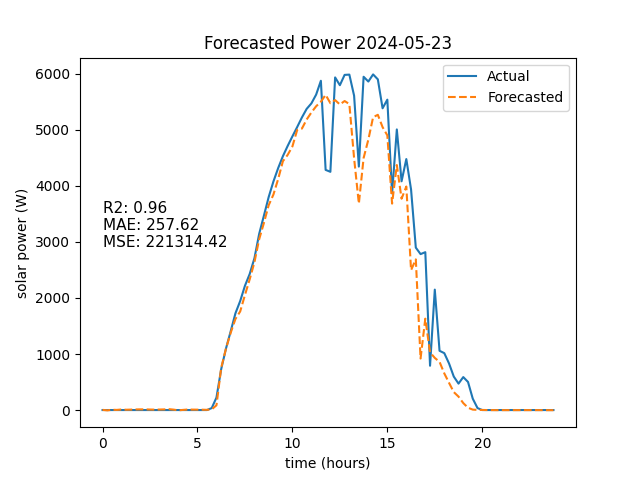 Forecasted Power 2024-05-23
Actual
Forecasted
6000
5000
4000
3000
2000
1000
0
solar power (W)
R2: 0.96
MAE: 257.62
MSE: 221314.42
0 5 10 15 20
time (hours)